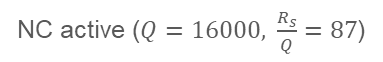 NC active (Q = 16000, R_s/Q = 87)